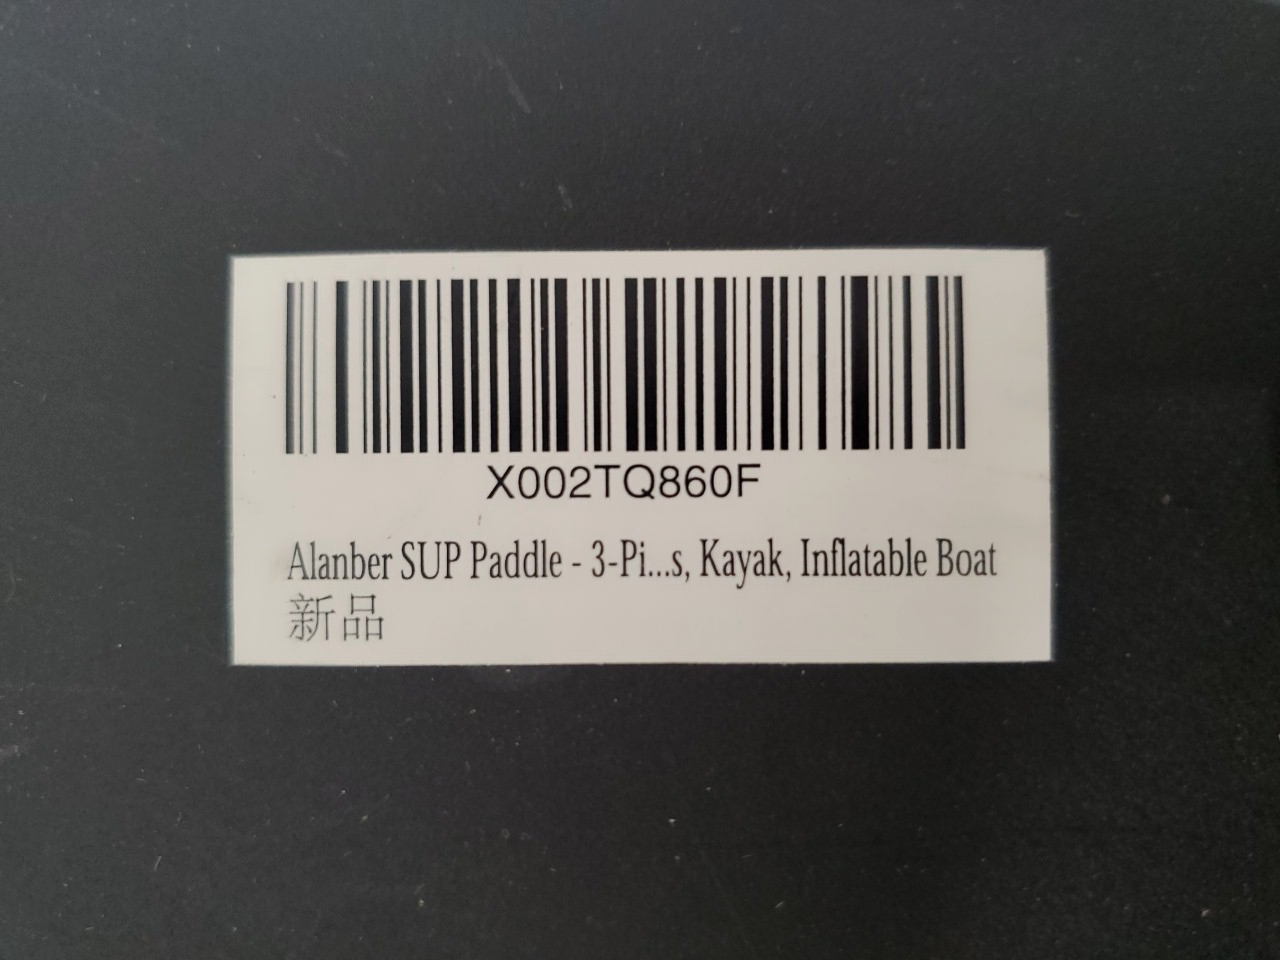 X002TQ860F
Alanber SUP Paddle - 3-Pi...s, Kayak, Inflatable Boat
新品